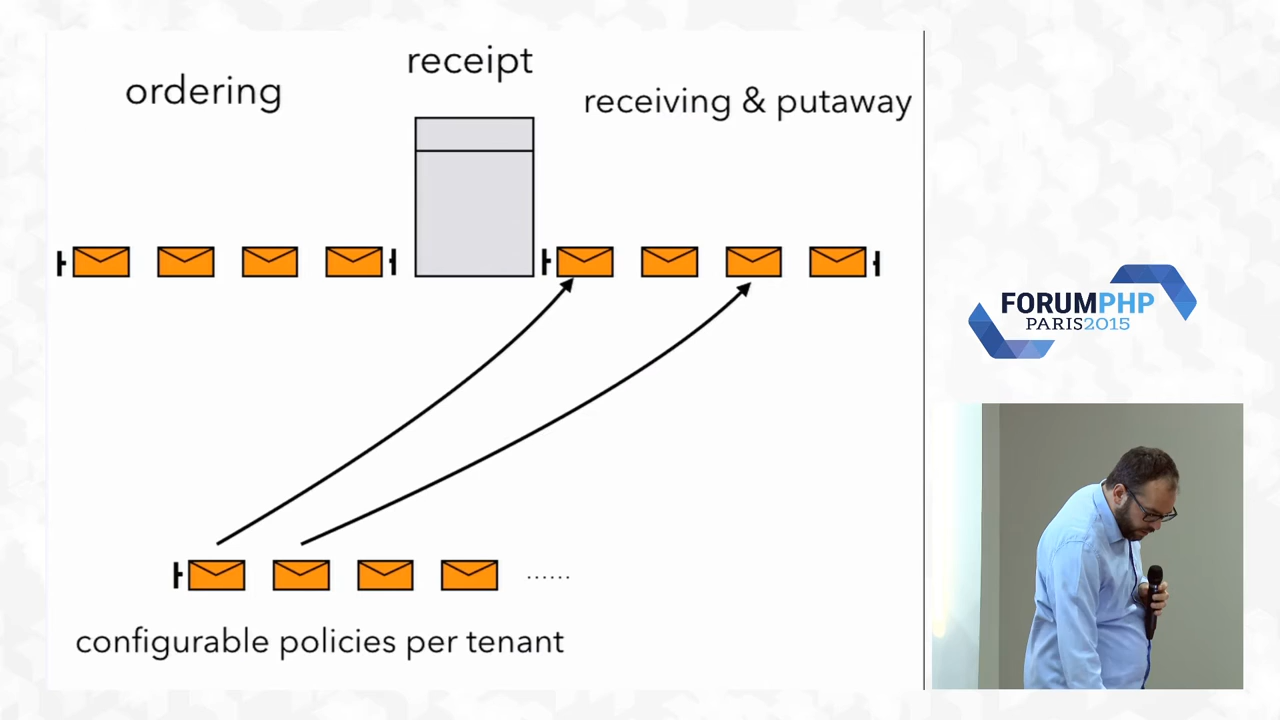 receipt
ordering
receiving & putaway
configurable policies per tenant
......
FORUMPHP
PARIS2015